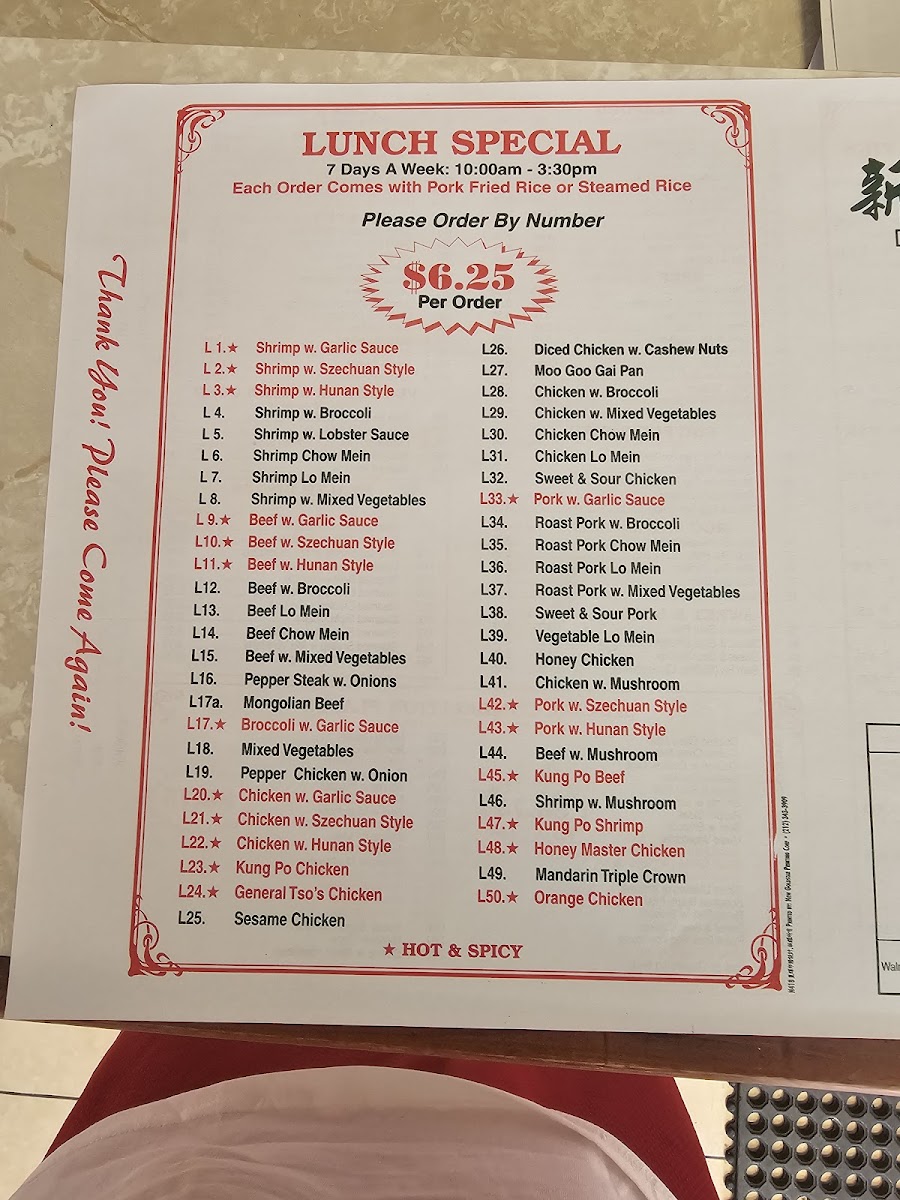 LUNCH SPECIAL
7 Days A Week: 10:00am - 3:30pm
Each Order Comes with Pork Fried Rice or Steamed Rice
Please Order By Number
$6.25
Per Order
L 1.★ Shrimp w. Garlic Sauce
L 2.★ Shrimp w. Szechuan Style
L 3.★ Shrimp w. Hunan Style
L 4. Shrimp w. Broccoli
L 5. Shrimp w. Lobster Sauce
L 6. Shrimp Chow Mein
L 7. Shrimp Lo Mein
L 8. Shrimp w. Mixed Vegetables
L 9.★ Beef w. Garlic Sauce
L10.★ Beef w. Szechuan Style
L11.★ Beef w. Hunan Style
L12. Beef w. Broccoli
L13. Beef Lo Mein
L14. Beef Chow Mein
L15. Beef w. Mixed Vegetables
L16. Pepper Steak w. Onions
L17a. Mongolian Beef
L17.★ Broccoli w. Garlic Sauce
L18. Mixed Vegetables
L19. Pepper Chicken w. Onion
L20.★ Chicken w. Garlic Sauce
L21.★ Chicken w. Szechuan Style
L22.★ Chicken w. Hunan Style
L23.★ Kung Po Chicken
L24.★ General Tso's Chicken
L25. Sesame Chicken
L26. Diced Chicken w. Cashew Nuts
L27. Moo Goo Gai Pan
L28. Chicken w. Broccoli
L29. Chicken w. Mixed Vegetables
L30. Chicken Chow Mein
L31. Chicken Lo Mein
L32. Sweet & Sour Chicken
L33.★ Pork w. Garlic Sauce
L34. Roast Pork w. Broccoli
L35. Roast Pork Chow Mein
L36. Roast Pork Lo Mein
L37. Roast Pork w. Mixed Vegetables
L38. Sweet & Sour Pork
L39. Vegetable Lo Mein
L40. Honey Chicken
L41. Chicken w. Mushroom
L42.★ Pork w. Szechuan Style
L43.★ Pork w. Hunan Style
L44. Beef w. Mushroom
L45.★ Kung Po Beef
L46. Shrimp w. Mushroom
L47.★ Kung Po Shrimp
L48.★ Honey Master Chicken
L49. Mandarin Triple Crown
L50.★ Orange Chicken
★ HOT & SPICY
Thank You! Please Come Again!
Printed by: New Goldstar Printing Corp • (212) 343-3909
新